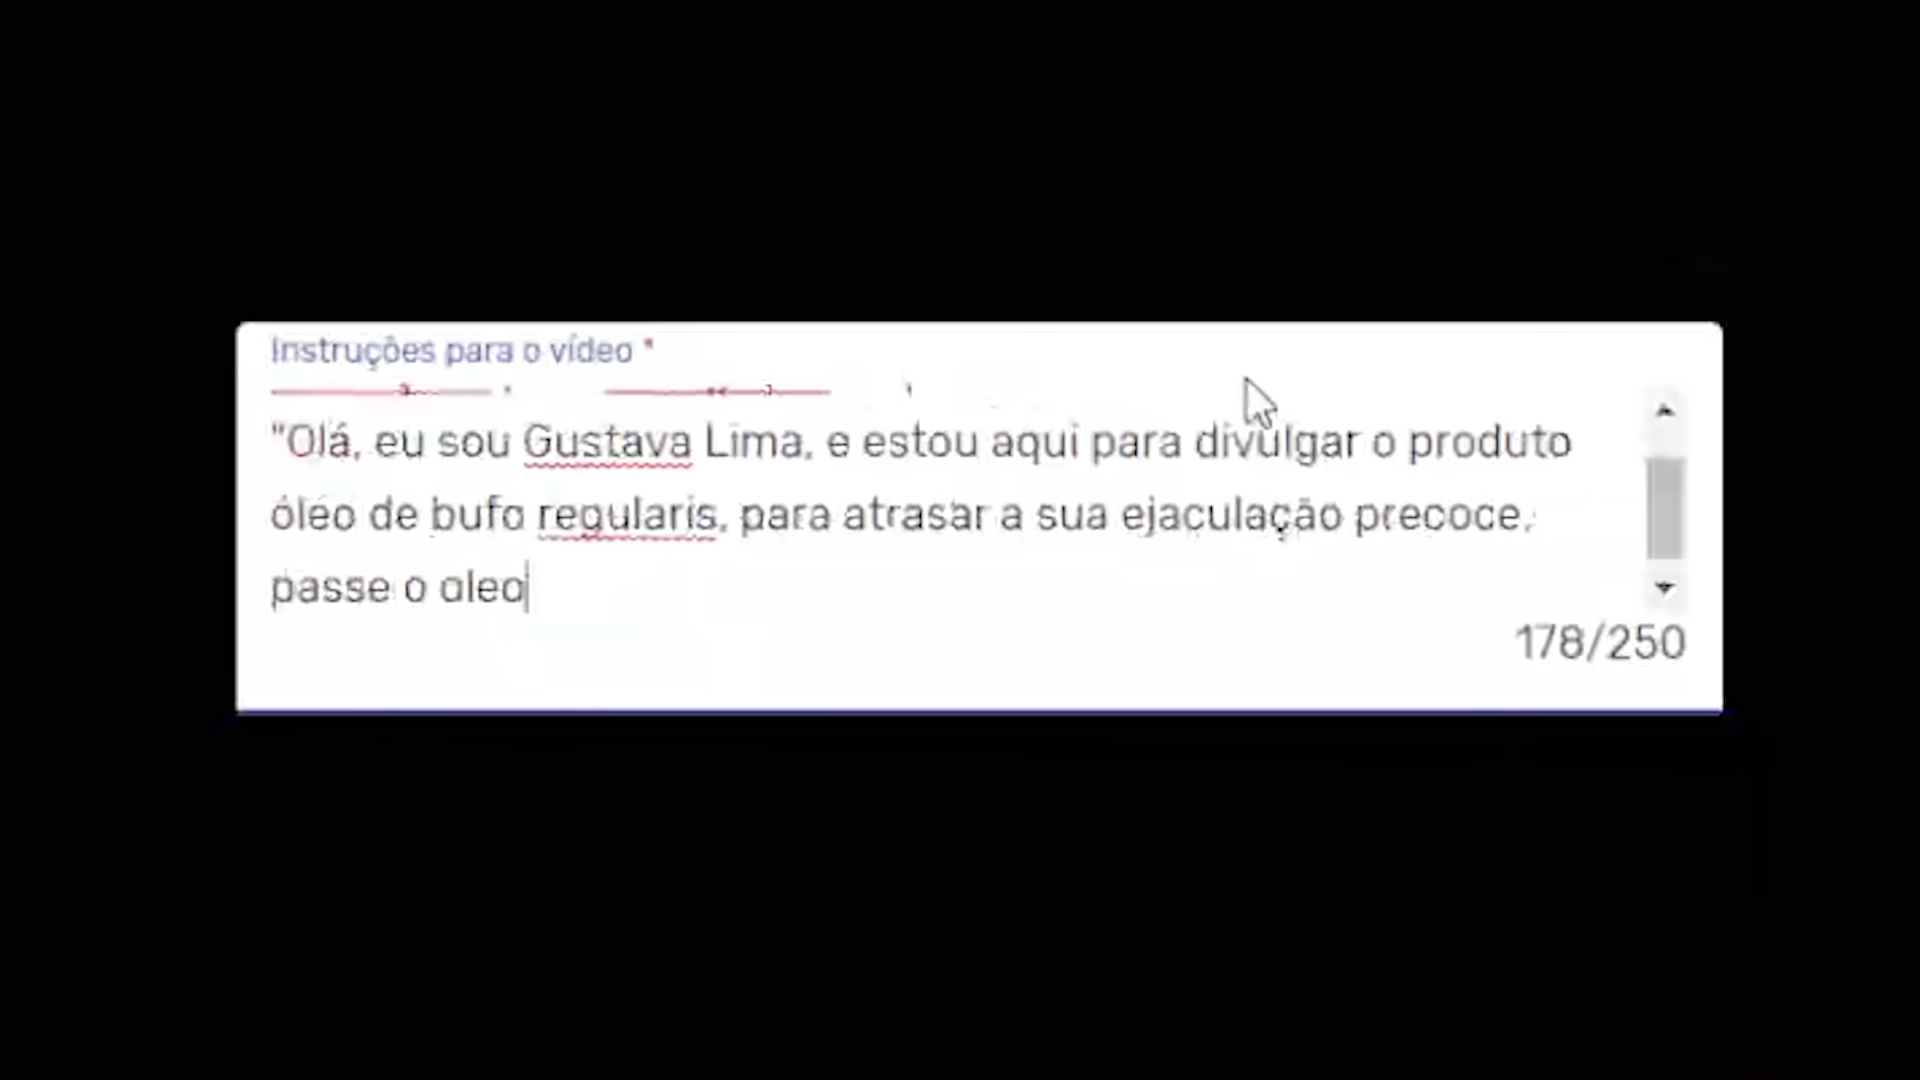 Instruções para o vídeo *
"Olá, eu sou Gustava Lima, e estou aqui para divulgar o produto
óleo de bufo regularis, para atrasar a sua ejaculação precoce,
passe o oleo
178/250